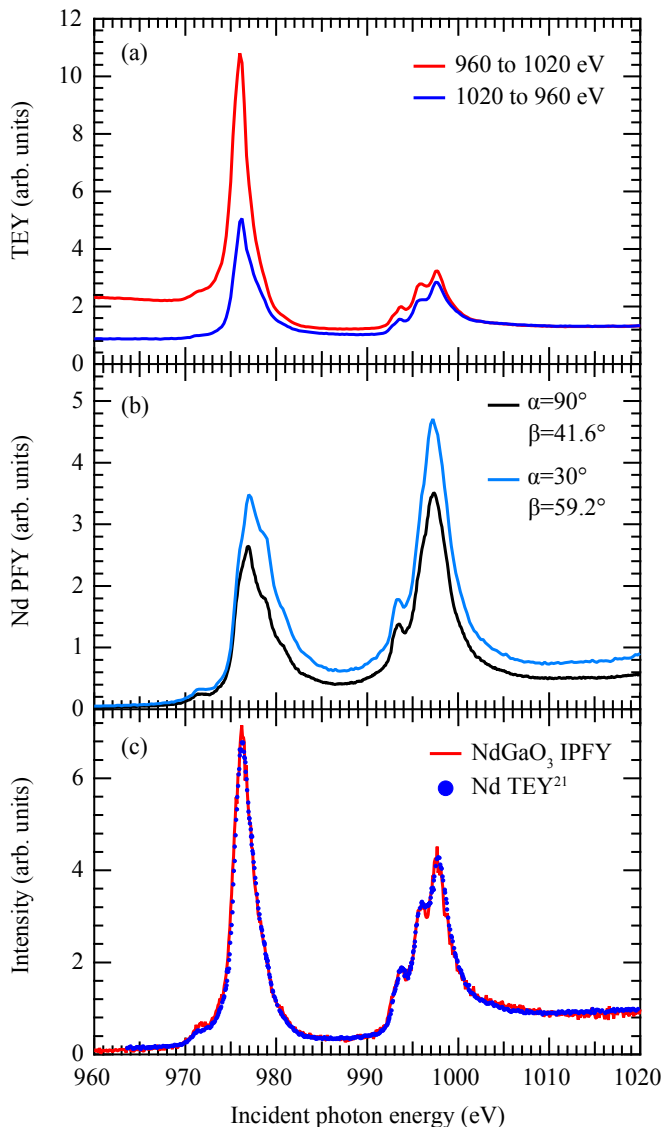 (a)
960 to 1020 eV
1020 to 960 eV
TEY (arb. units)
12
10
8
6
4
2
0
(b)
α=90°
β=41.6°
α=30°
β=59.2°
Nd PFY (arb. units)
5
4
3
2
1
0
(c)
NdGaO₃ IPFY
Nd TEY²¹
Intensity (arb. units)
6
4
2
0
960 970 980 990 1000 1010 1020
Incident photon energy (eV)